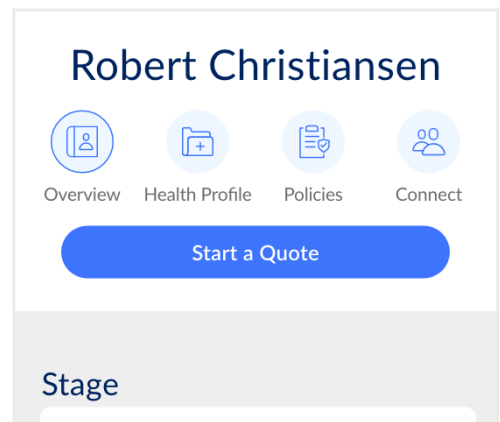 Robert Christiansen
Overview Health Profile Policies Connect
Start a Quote
Stage